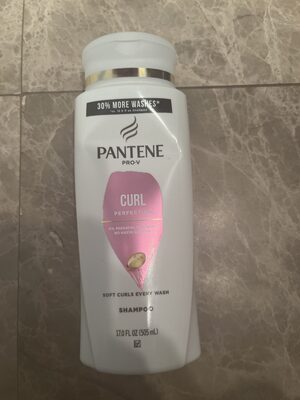 30% MORE WASHES*
PANTENE
PRO-V
CURL
PERFECTION
SOFT CURLS EVERY WASH
SHAMPOO
17.0 FL OZ (505 mL)